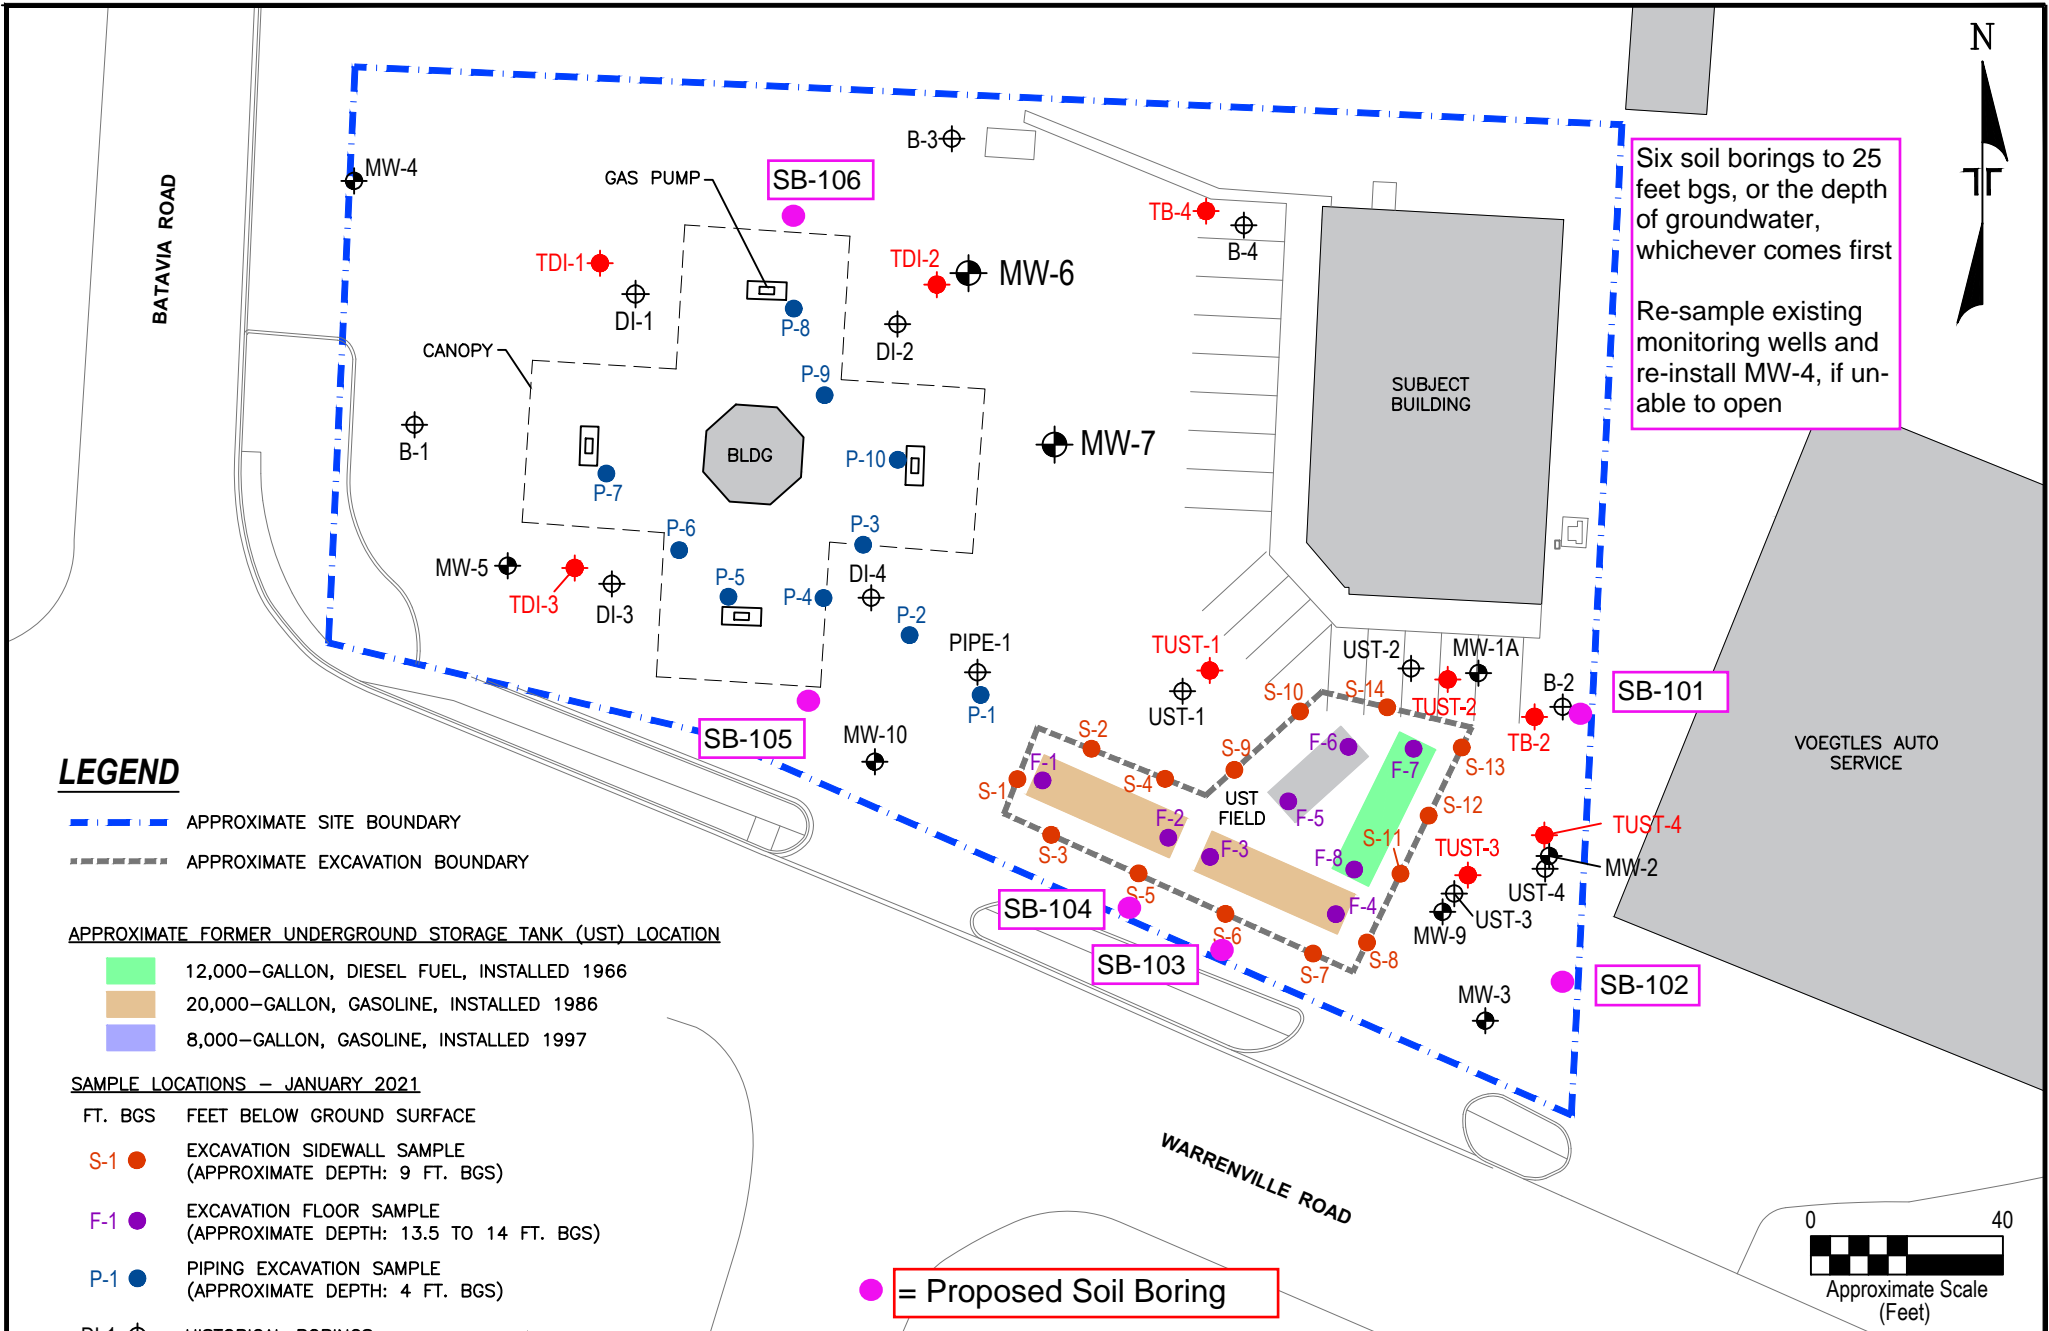 N
Six soil borings to 25
feet bgs, or the depth
of groundwater,
whichever comes first
Re-sample existing
monitoring wells and
re-install MW-4, if un-
able to open
BATAVIA ROAD
MW-4
GAS PUMP
SB-106
B-3
TB-4
B-4
TDI-1
DI-1
TDI-2
MW-6
P-8
DI-2
CANOPY
P-9
SUBJECT
BUILDING
B-1
BLDG
P-10
MW-7
P-7
P-6
P-3
MW-5
TDI-3
DI-3
P-5
P-4
DI-4
P-2
PIPE-1
P-1
TUST-1
UST-1
UST-2
MW-1A
TUST-2
B-2
TB-2
SB-101
VOEGTLES AUTO
SERVICE
SB-105
MW-10
S-10
S-14
S-2
S-9
F-6
F-7
S-13
F-1
S-1
S-4
UST
FIELD
F-5
S-12
F-2
S-3
F-3
F-8
S-11
TUST-3
TUST-4
MW-2
UST-4
UST-3
MW-9
S-5
SB-104
F-4
S-6
S-7
S-8
SB-103
SB-102
MW-3
WARRENVILLE ROAD
LEGEND
APPROXIMATE SITE BOUNDARY
APPROXIMATE EXCAVATION BOUNDARY
APPROXIMATE FORMER UNDERGROUND STORAGE TANK (UST) LOCATION
12,000-GALLON, DIESEL FUEL, INSTALLED 1966
20,000-GALLON, GASOLINE, INSTALLED 1986
8,000-GALLON, GASOLINE, INSTALLED 1997
SAMPLE LOCATIONS - JANUARY 2021
FT. BGS FEET BELOW GROUND SURFACE
S-1 EXCAVATION SIDEWALL SAMPLE
(APPROXIMATE DEPTH: 9 FT. BGS)
F-1 EXCAVATION FLOOR SAMPLE
(APPROXIMATE DEPTH: 13.5 TO 14 FT. BGS)
P-1 PIPING EXCAVATION SAMPLE
(APPROXIMATE DEPTH: 4 FT. BGS)
= Proposed Soil Boring
0 40
Approximate Scale
(Feet)